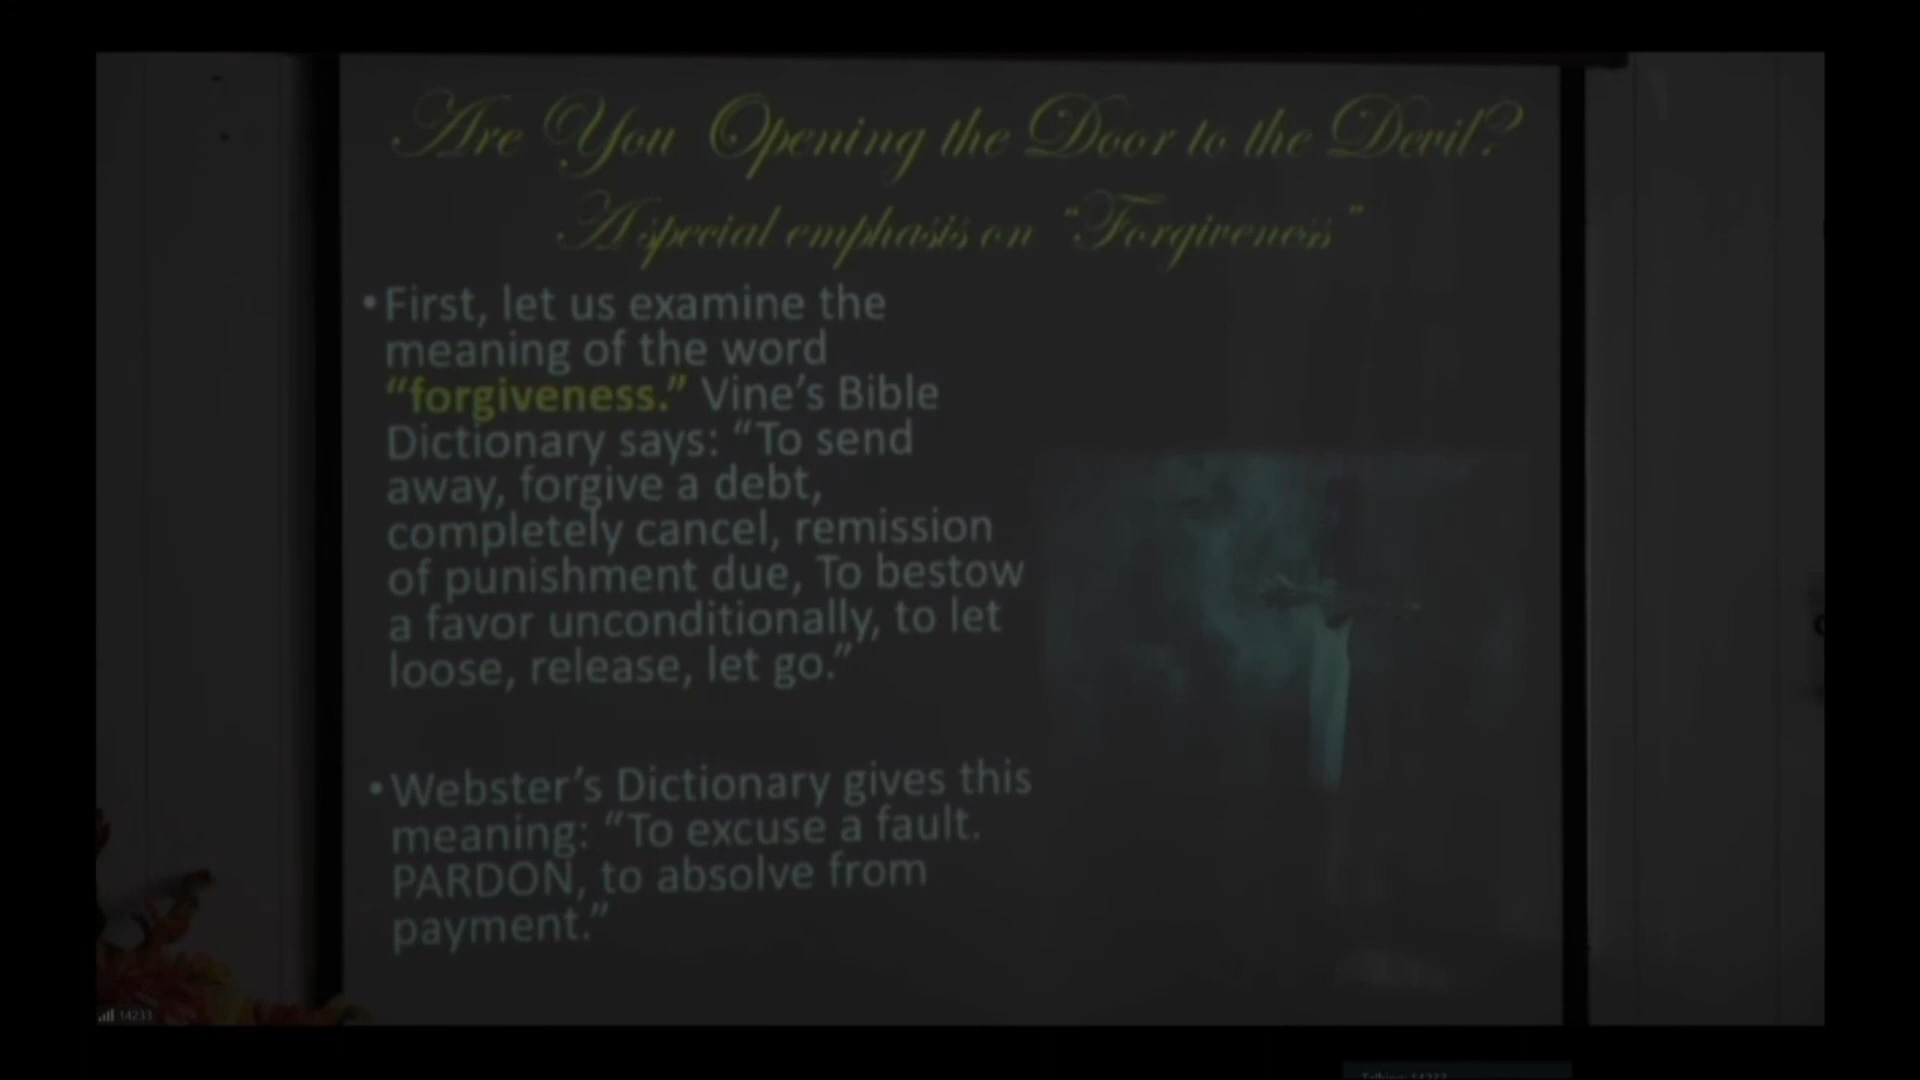 Are You Opening the Door to the Devil?
A special emphasis on "Forgiveness"
•First, let us examine the
meaning of the word
“forgiveness.” Vine’s Bible
Dictionary says: “To send
away, forgive a debt,
completely cancel, remission
of punishment due, To bestow
a favor unconditionally, to let
loose, release, let go.”
•Webster’s Dictionary gives this
meaning: “To excuse a fault.
PARDON, to absolve from
payment.”
14233
Talking: 14233